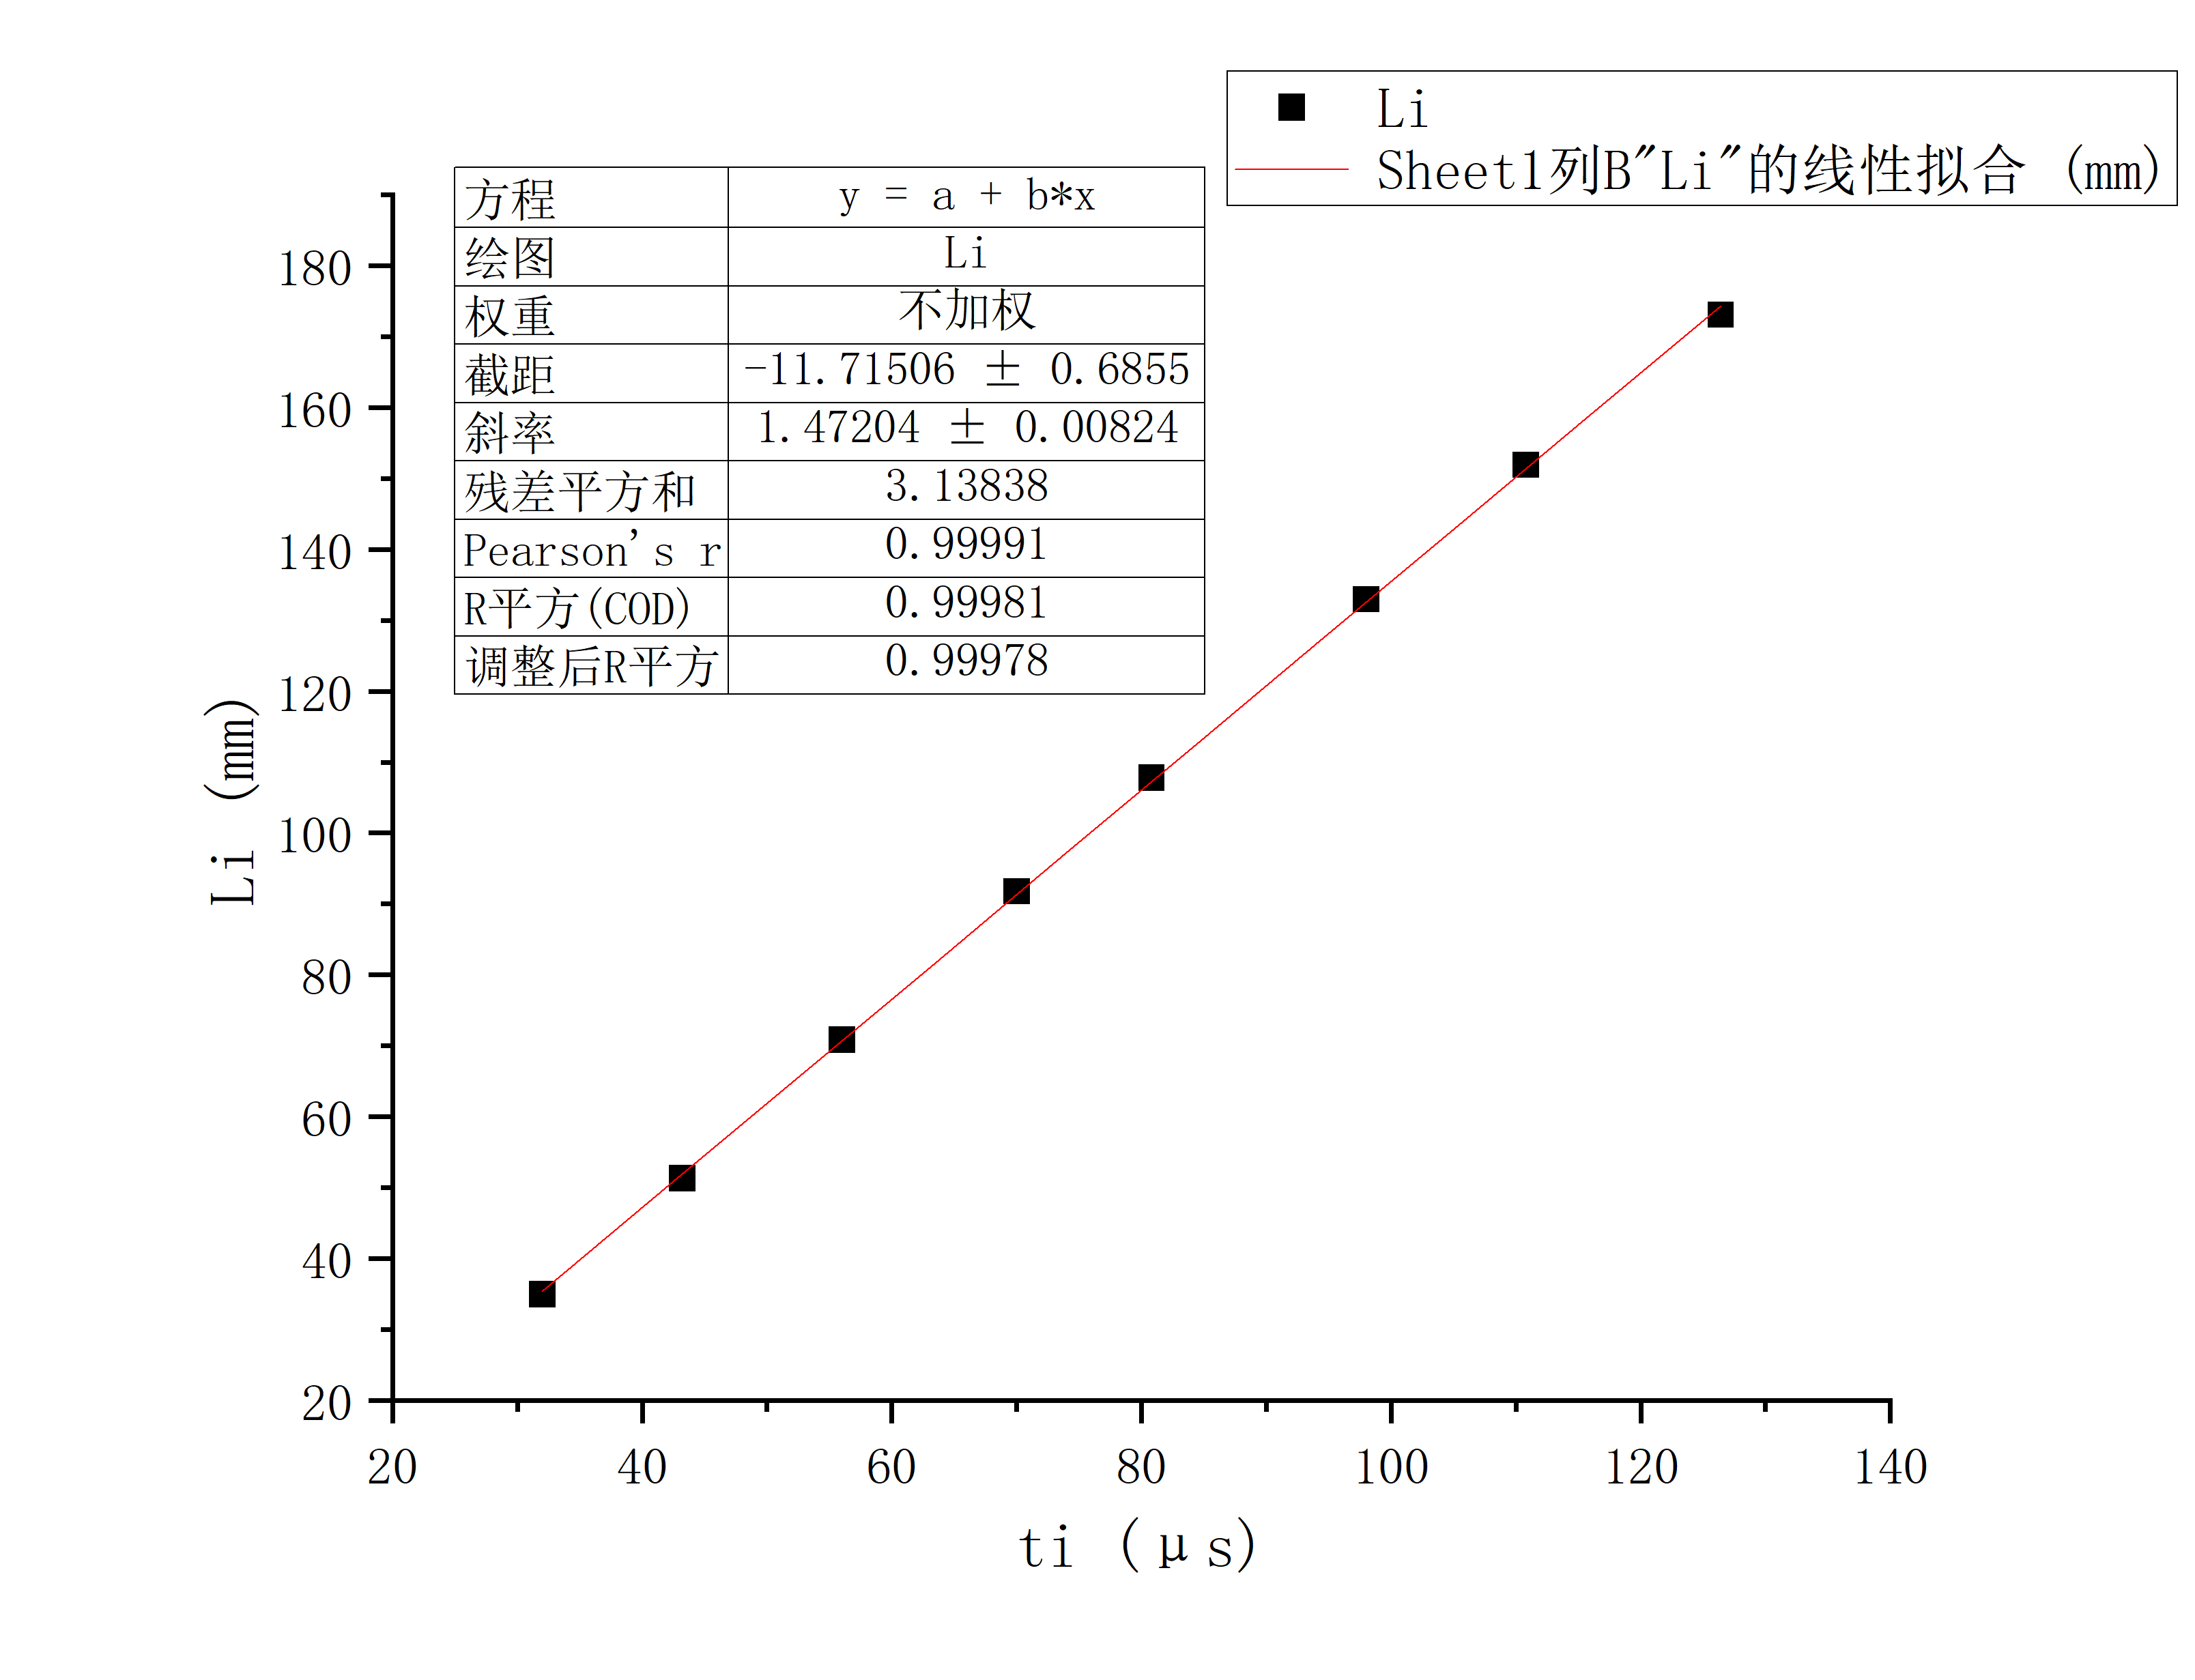 Li
Sheet1列B"Li"的线性拟合 (mm)
方程 y = a + b*x
绘图 Li
权重 不加权
截距 -11.71506 ± 0.6855
斜率 1.47204 ± 0.00824
残差平方和 3.13838
Pearson's r 0.99991
R平方(COD) 0.99981
调整后R平方 0.99978
180
160
140
120
100
80
60
40
20
Li (mm)
20 40 60 80 100 120 140
ti (μs)